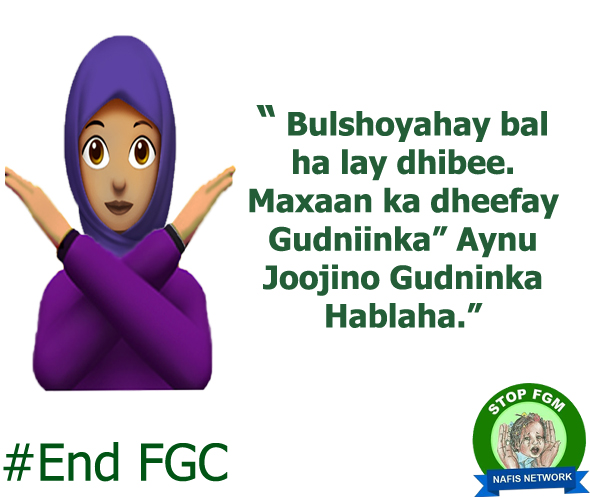 “ Bulshoyahay bal
ha lay dhibee.
Maxaan ka dheefay
Gudniinka” Aynu
Joojino Gudninka
Hablaha.”
#End FGC
STOP FGM
NAFIS NETWORK